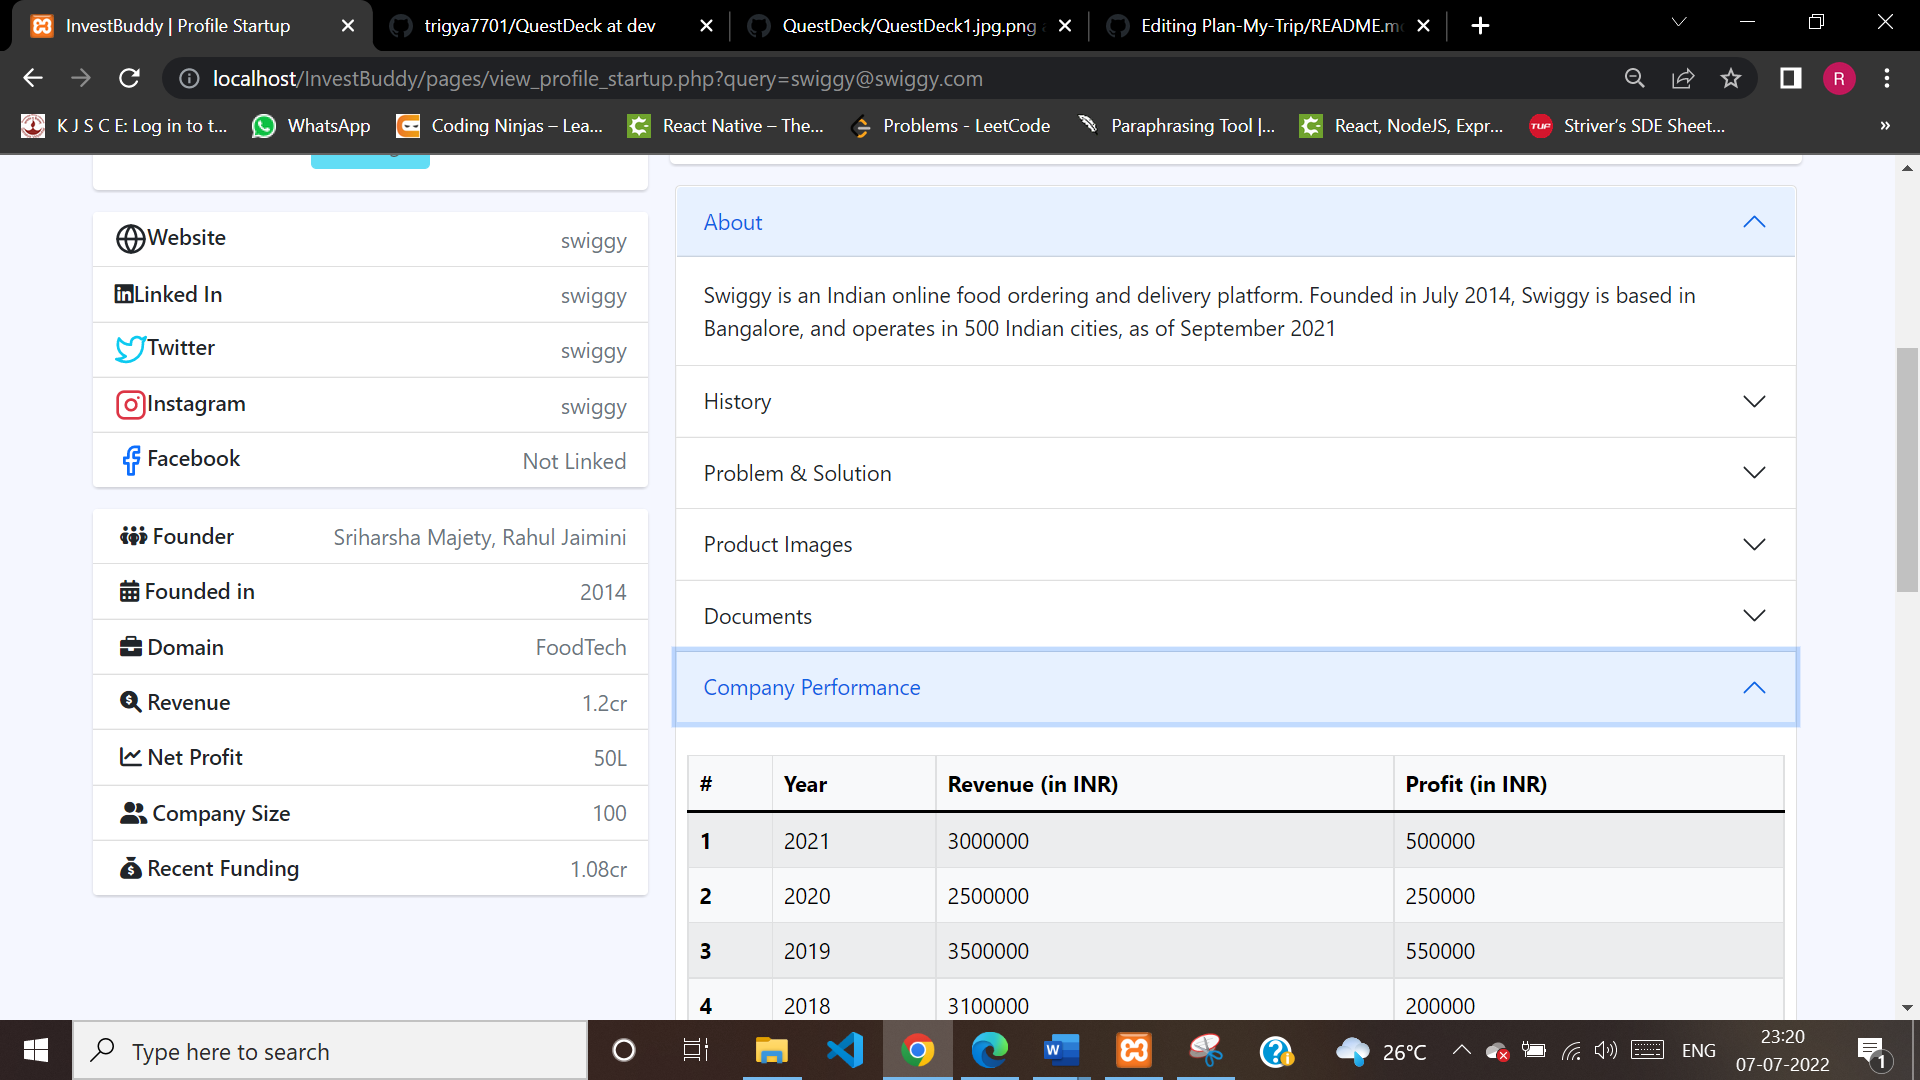 InvestBuddy | Profile Startup
trigya7701/QuestDeck at dev
QuestDeck/QuestDeck1.jpg.png
Editing Plan-My-Trip/README.m
localhost/InvestBuddy/pages/view_profile_startup.php?query=swiggy@swiggy.com
R
K J S C E: Log in to t...
WhatsApp
Coding Ninjas – Lea...
React Native – The...
Problems - LeetCode
Paraphrasing Tool |...
React, NodeJS, Expr...
TUF
Striver's SDE Sheet...
»
Website swiggy
Linked In swiggy
Twitter swiggy
Instagram swiggy
Facebook Not Linked
Founder Sriharsha Majety, Rahul Jaimini
Founded in 2014
Domain FoodTech
Revenue 1.2cr
Net Profit 50L
Company Size 100
Recent Funding 1.08cr
About
Swiggy is an Indian online food ordering and delivery platform. Founded in July 2014, Swiggy is based in
Bangalore, and operates in 500 Indian cities, as of September 2021
History
Problem & Solution
Product Images
Documents
Company Performance
# Year Revenue (in INR) Profit (in INR)
1 2021 3000000 500000
2 2020 2500000 250000
3 2019 3500000 550000
4 2018 3100000 200000
Type here to search
26°C
ENG
23:20
07-07-2022
1